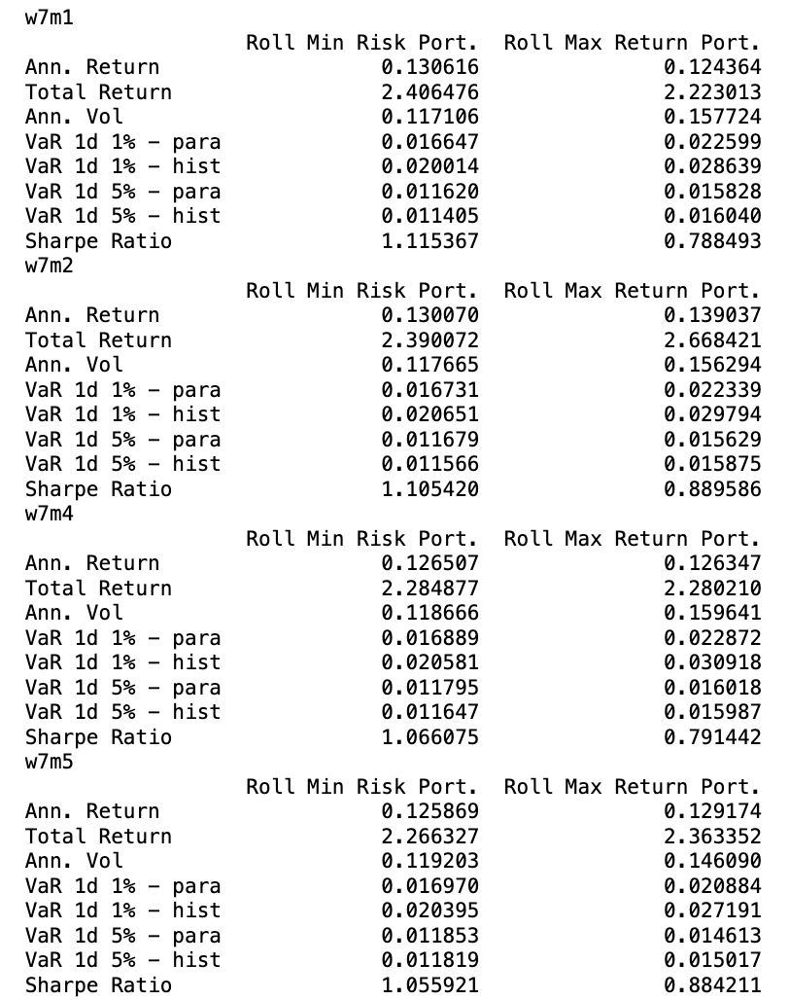 w7m1
Roll Min Risk Port. Roll Max Return Port.
Ann. Return 0.130616 0.124364
Total Return 2.406476 2.223013
Ann. Vol 0.117106 0.157724
VaR 1d 1% – para 0.016647 0.022599
VaR 1d 1% – hist 0.020014 0.028639
VaR 1d 5% – para 0.011620 0.015828
VaR 1d 5% – hist 0.011405 0.016040
Sharpe Ratio 1.115367 0.788493
w7m2
Roll Min Risk Port. Roll Max Return Port.
Ann. Return 0.130070 0.139037
Total Return 2.390072 2.668421
Ann. Vol 0.117665 0.156294
VaR 1d 1% – para 0.016731 0.022339
VaR 1d 1% – hist 0.020651 0.029794
VaR 1d 5% – para 0.011679 0.015629
VaR 1d 5% – hist 0.011566 0.015875
Sharpe Ratio 1.105420 0.889586
w7m4
Roll Min Risk Port. Roll Max Return Port.
Ann. Return 0.126507 0.126347
Total Return 2.284877 2.280210
Ann. Vol 0.118666 0.159641
VaR 1d 1% – para 0.016889 0.022872
VaR 1d 1% – hist 0.020581 0.030918
VaR 1d 5% – para 0.011795 0.016018
VaR 1d 5% – hist 0.011647 0.015987
Sharpe Ratio 1.066075 0.791442
w7m5
Roll Min Risk Port. Roll Max Return Port.
Ann. Return 0.125869 0.129174
Total Return 2.266327 2.363352
Ann. Vol 0.119203 0.146090
VaR 1d 1% – para 0.016970 0.020884
VaR 1d 1% – hist 0.020395 0.027191
VaR 1d 5% – para 0.011853 0.014613
VaR 1d 5% – hist 0.011819 0.015017
Sharpe Ratio 1.055921 0.884211